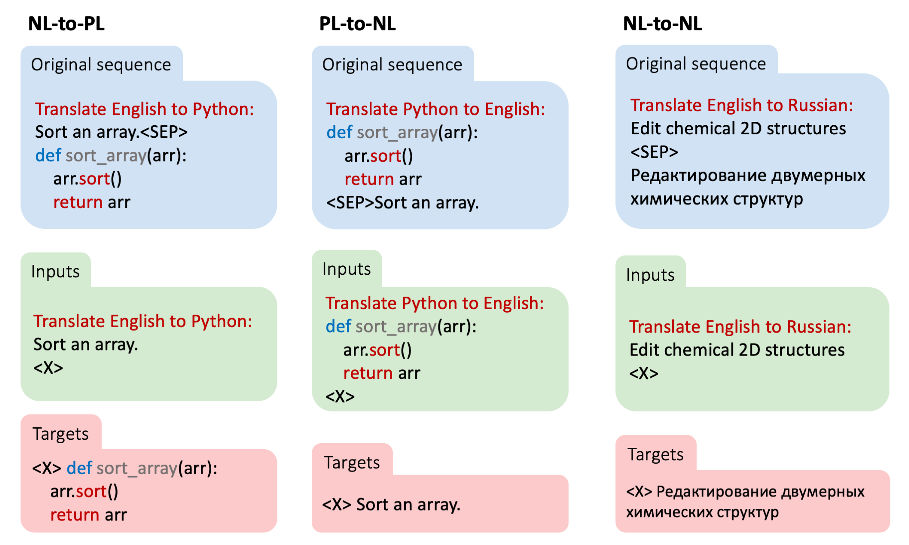 NL-to-PL
Original sequence
Translate English to Python:
Sort an array.<SEP>
def sort_array(arr):
arr.sort()
return arr
Inputs
Translate English to Python:
Sort an array.
<X>
Targets
<X> def sort_array(arr):
arr.sort()
return arr
PL-to-NL
Original sequence
Translate Python to English:
def sort_array(arr):
arr.sort()
return arr
<SEP>Sort an array.
Inputs
Translate Python to English:
def sort_array(arr):
arr.sort()
return arr
<X>
Targets
<X> Sort an array.
NL-to-NL
Original sequence
Translate English to Russian:
Edit chemical 2D structures
<SEP>
Редактирование двумерных
химических структур
Inputs
Translate English to Russian:
Edit chemical 2D structures
<X>
Targets
<X> Редактирование двумерных
химических структур